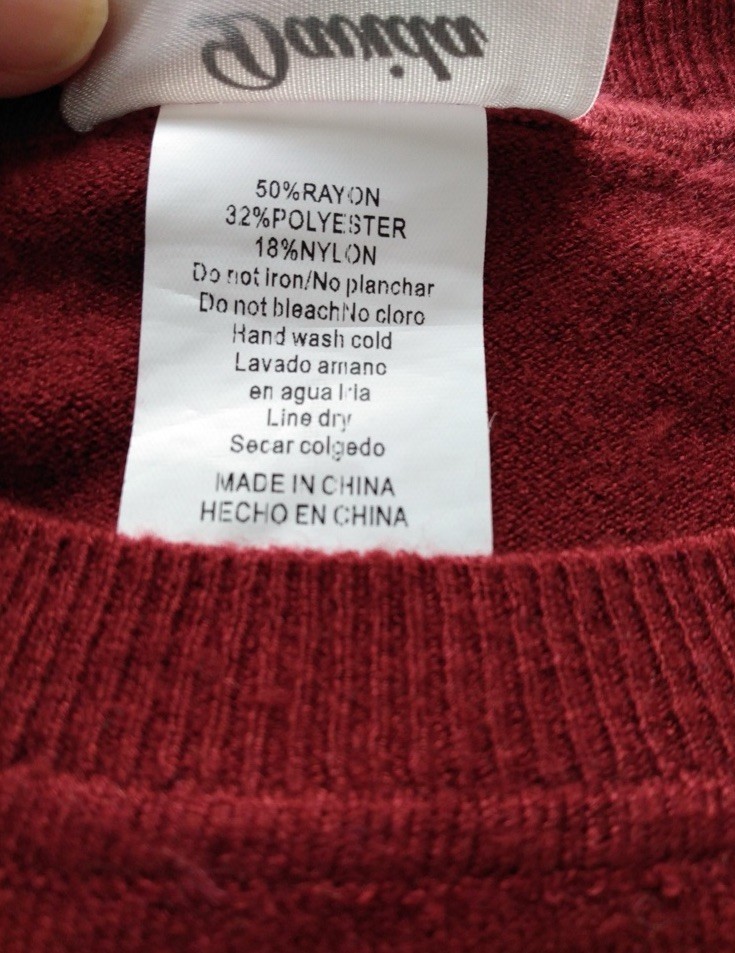 Davida
50%RAYON
32%POLYESTER
18%NYLON
Do not iron/No planchar
Do not bleachNo cloro
Hand wash cold
Lavado amano
en agua fria
Line dry
Secar colgedo
MADE IN CHINA
HECHO EN CHINA